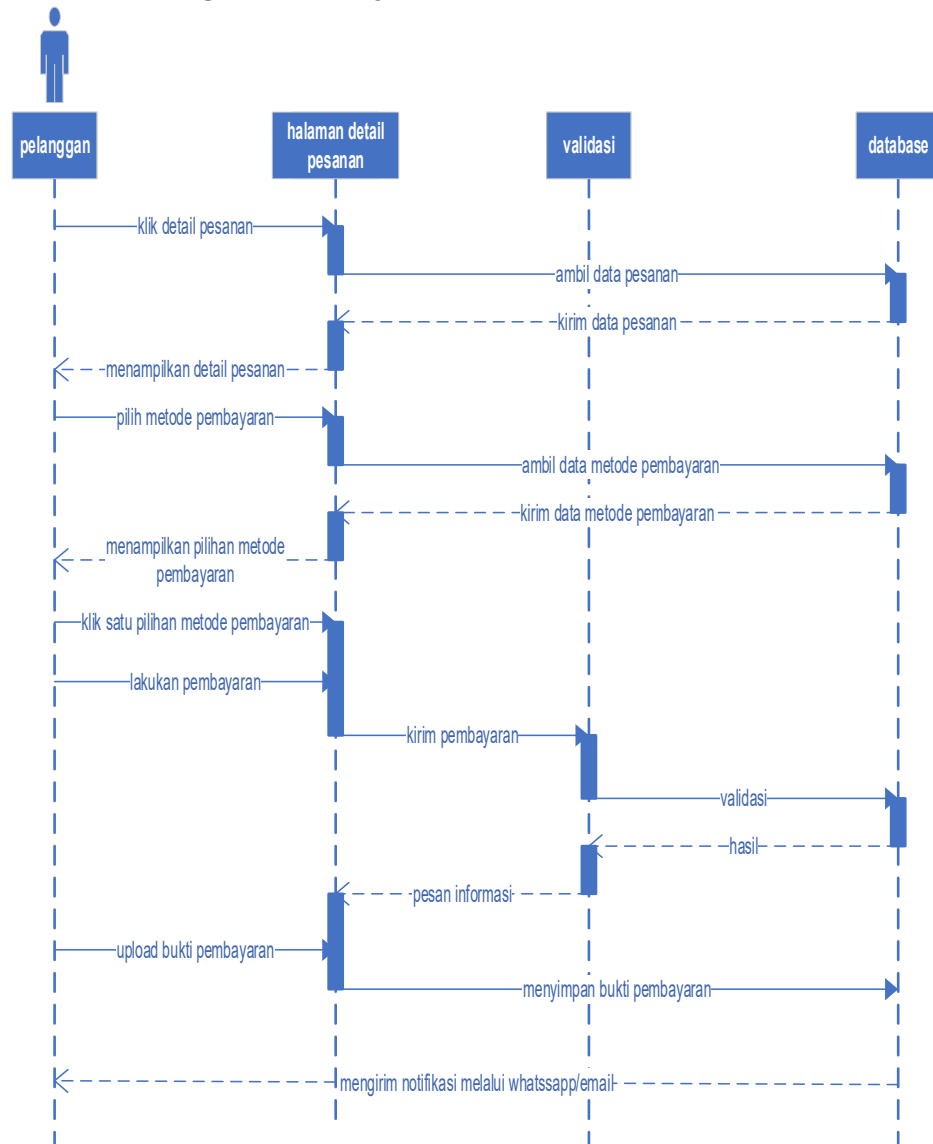 pelanggan
halaman detail
pesanan
validasi
database
klik detail pesanan
ambil data pesanan
kirim data pesanan
menampilkan detail pesanan
pilih metode pembayaran
ambil data metode pembayaran
kirim data metode pembayaran
menampilkan pilihan metode
pembayaran
klik satu pilihan metode pembayaran
lakukan pembayaran
kirim pembayaran
validasi
hasil
pesan informasi
upload bukti pembayaran
menyimpan bukti pembayaran
mengirim notifikasi melalui whatssapp/email